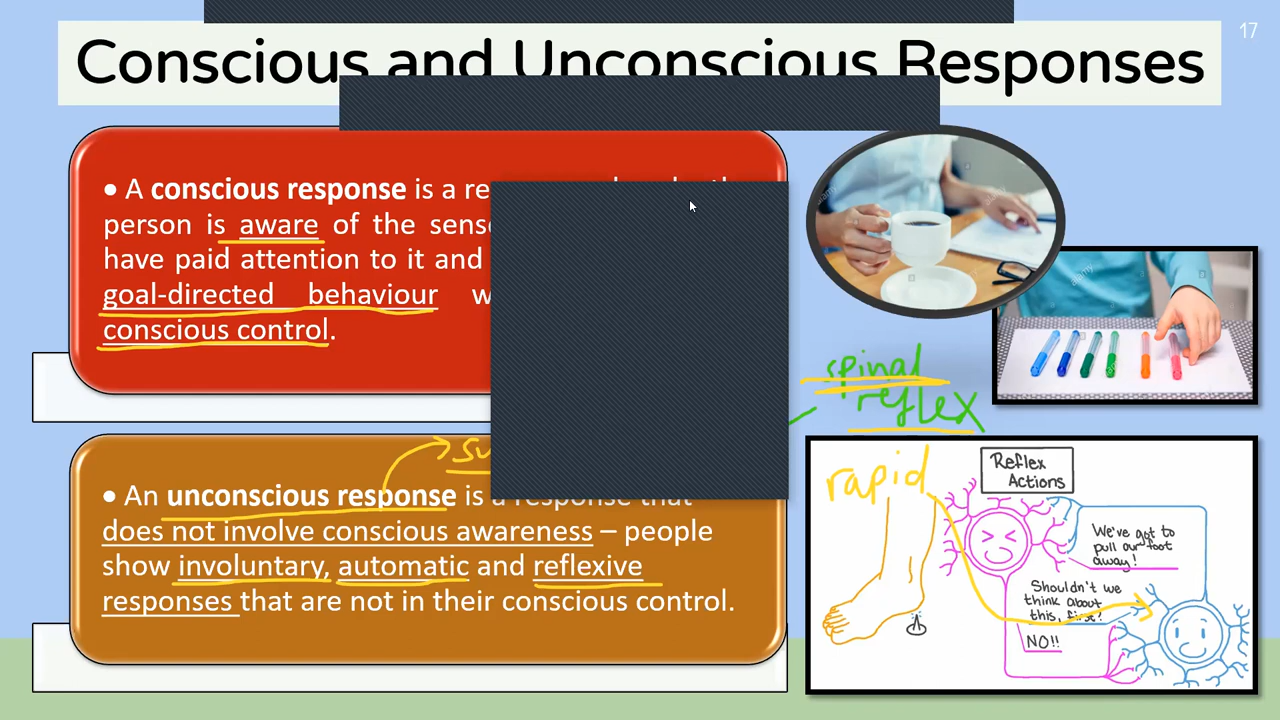 17
Conscious and Unconscious Responses
• A conscious response is a
person is aware of the
have paid attention to it and
goal-directed behaviour
conscious control.
spinal
reflex
• An unconscious response is a response that
does not involve conscious awareness – people
show involuntary, automatic and reflexive
responses that are not in their conscious control.
rapid
Reflex
Actions
We've got to
pull our foot
away!
Shouldn't we
think about
this, first?
NO!!
alamy